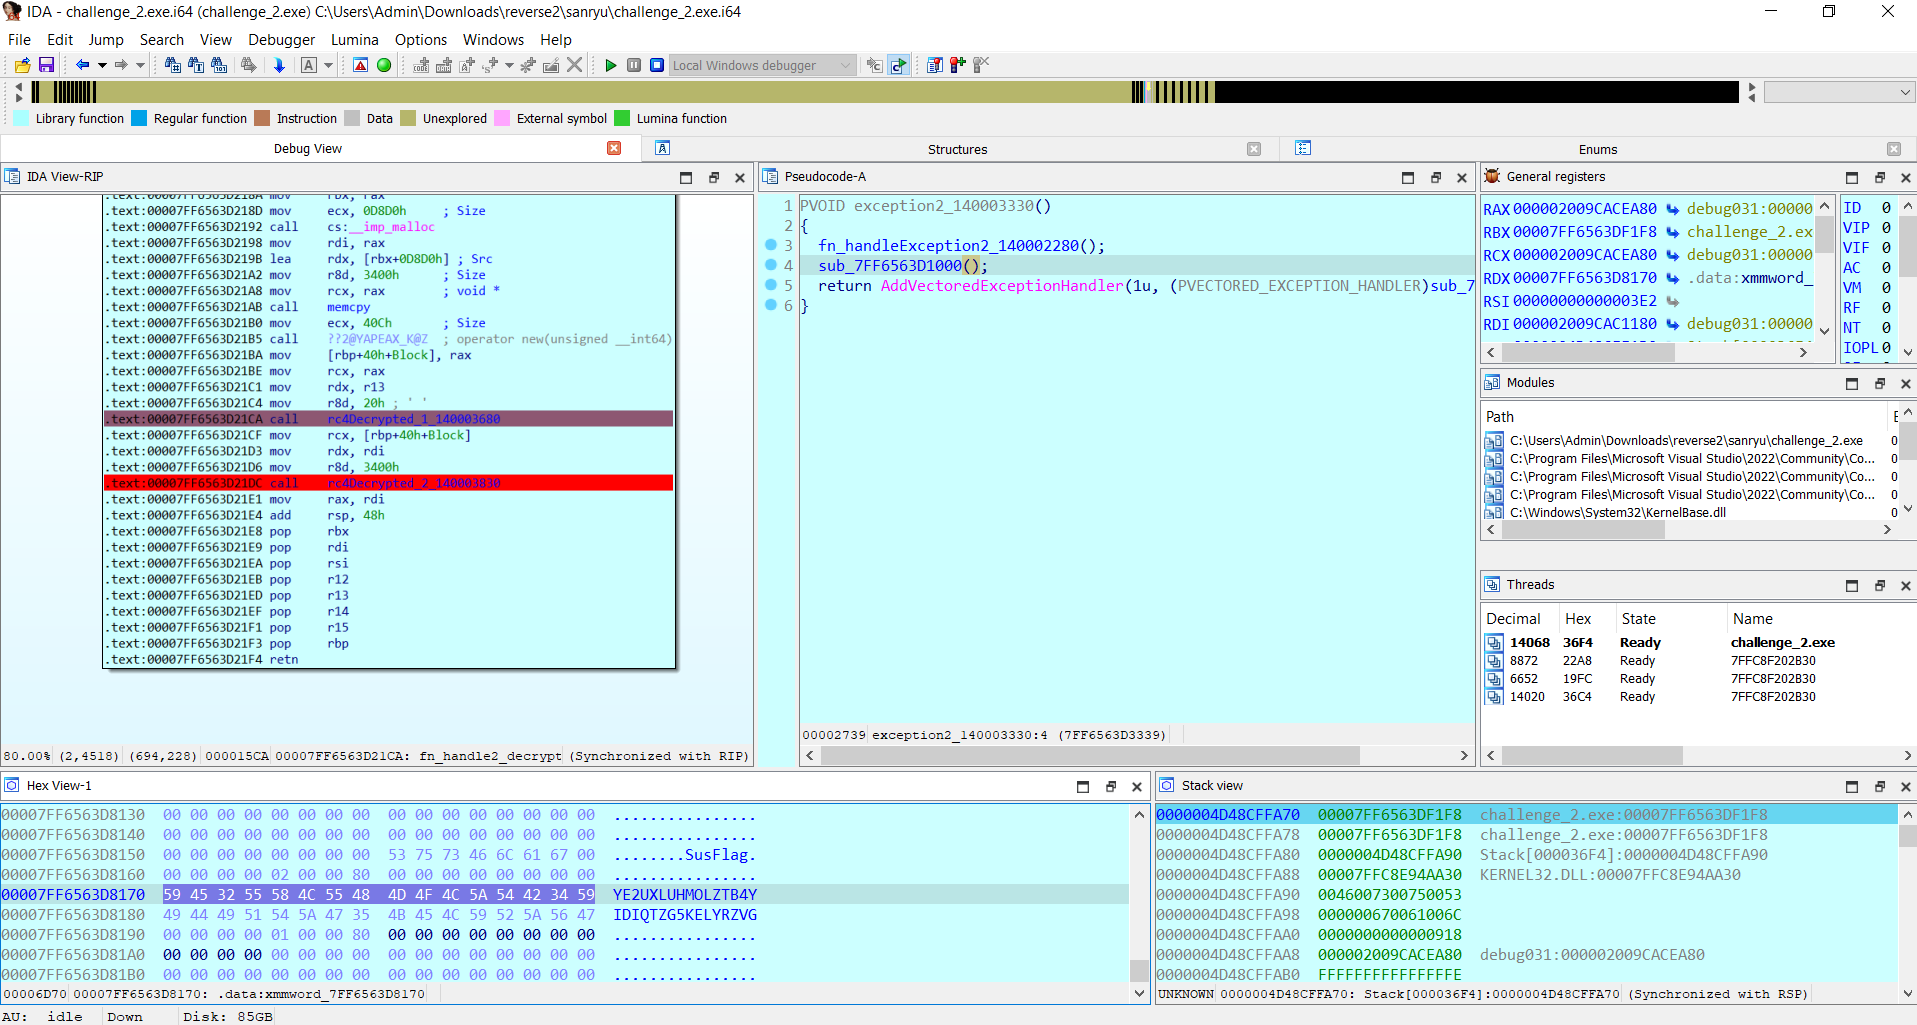 IDA - challenge_2.exe.i64 (challenge_2.exe) C:\Users\Admin\Downloads\reverse2\sanryu\challenge_2.exe.i64
File Edit Jump Search View Debugger Lumina Options Windows Help
Local Windows debugger
Library function Regular function Instruction Data Unexplored External symbol Lumina function
Debug View Structures Enums
IDA View-RIP
.text:00007FF6563D218A mov rbx, rax
.text:00007FF6563D218D mov ecx, 0D8D0h ; Size
.text:00007FF6563D2192 call cs:__imp_malloc
.text:00007FF6563D2198 mov rdi, rax
.text:00007FF6563D219B lea rdx, [rbx+0D8D0h] ; Src
.text:00007FF6563D21A2 mov r8d, 3400h ; Size
.text:00007FF6563D21A8 mov rcx, rax ; void *
.text:00007FF6563D21AB call memcpy
.text:00007FF6563D21B0 mov ecx, 40Ch ; Size
.text:00007FF6563D21B5 call ??2@YAPEAX_K@Z ; operator new(unsigned __int64)
.text:00007FF6563D21BA mov [rbp+40h+Block], rax
.text:00007FF6563D21BE mov rcx, rax
.text:00007FF6563D21C1 mov rdx, r13
.text:00007FF6563D21C4 mov r8d, 20h ; ' '
.text:00007FF6563D21CA call rc4Decrypted_1_140003680
.text:00007FF6563D21CF mov rcx, [rbp+40h+Block]
.text:00007FF6563D21D3 mov rdx, rdi
.text:00007FF6563D21D6 mov r8d, 3400h
.text:00007FF6563D21DC call rc4Decrypted_2_140003830
.text:00007FF6563D21E1 mov rax, rdi
.text:00007FF6563D21E4 add rsp, 48h
.text:00007FF6563D21E8 pop rbx
.text:00007FF6563D21E9 pop rdi
.text:00007FF6563D21EA pop rsi
.text:00007FF6563D21EB pop r12
.text:00007FF6563D21ED pop r13
.text:00007FF6563D21EF pop r14
.text:00007FF6563D21F1 pop r15
.text:00007FF6563D21F3 pop rbp
.text:00007FF6563D21F4 retn
80.00% (2,4518) (694,228) 000015CA 00007FF6563D21CA: fn_handle2_decrypt (Synchronized with RIP)
Pseudocode-A
1 PVOID exception2_140003330()
2 {
3 fn_handleException2_140002280();
4 sub_7FF6563D1000();
5 return AddVectoredExceptionHandler(1u, (PVECTORED_EXCEPTION_HANDLER)sub_7
6 }
00002739 exception2_140003330:4 (7FF6563D3339)
General registers
RAX 000002009CACEA80 debug031:00000
RBX 00007FF6563DF1F8 challenge_2.ex
RCX 000002009CACEA80 debug031:00000
RDX 00007FF6563D8170 .data:xmmword_
RSI 00000000000003E2
RDI 000002009CAC1180 debug031:00000
ID 0
VIP 0
VIF 0
AC 0
VM 0
RF 0
NT 0
IOPL 0
Modules
Path
C:\Users\Admin\Downloads\reverse2\sanryu\challenge_2.exe 0
C:\Program Files\Microsoft Visual Studio\2022\Community\Co... 0
C:\Program Files\Microsoft Visual Studio\2022\Community\Co... 0
C:\Program Files\Microsoft Visual Studio\2022\Community\Co... 0
C:\Windows\System32\KernelBase.dll 0
Threads
Decimal Hex State Name
14068 36F4 Ready challenge_2.exe
8872 22A8 Ready 7FFC8F202B30
6652 19FC Ready 7FFC8F202B30
14020 36C4 Ready 7FFC8F202B30
Hex View-1
00007FF6563D8130 00 00 00 00 00 00 00 00 00 00 00 00 00 00 00 00 ................
00007FF6563D8140 00 00 00 00 00 00 00 00 00 00 00 00 00 00 00 00 ................
00007FF6563D8150 00 00 00 00 00 00 00 00 53 75 73 46 6C 61 67 00 ........SusFlag.
00007FF6563D8160 00 00 00 00 02 00 00 80 00 00 00 00 00 00 00 00 ................
00007FF6563D8170 59 45 32 55 58 4C 55 48 4D 4F 4C 5A 54 42 34 59 YE2UXLUHMOLZTB4Y
00007FF6563D8180 49 44 49 51 54 5A 47 35 4B 45 4C 59 52 5A 56 47 IDIQTZG5KELYRZVG
00007FF6563D8190 00 00 00 00 01 00 00 80 00 00 00 00 00 00 00 00 ................
00007FF6563D81A0 00 00 00 00 00 00 00 00 00 00 00 00 00 00 00 00 ................
00007FF6563D81B0 00 00 00 00 00 00 00 00 00 00 00 00 00 00 00 00 ................
00006D70 00007FF6563D8170: .data:xmmword_7FF6563D8170
Stack view
0000004D48CFFA70 00007FF6563DF1F8 challenge_2.exe:00007FF6563DF1F8
0000004D48CFFA78 00007FF6563DF1F8 challenge_2.exe:00007FF6563DF1F8
0000004D48CFFA80 0000004D48CFFA90 Stack[000036F4]:0000004D48CFFA90
0000004D48CFFA88 00007FFC8E94AA30 KERNEL32.DLL:00007FFC8E94AA30
0000004D48CFFA90 0046007300750053
0000004D48CFFA98 000000670061006C
0000004D48CFFAA0 0000000000000918
0000004D48CFFAA8 000002009CACEA80 debug031:000002009CACEA80
0000004D48CFFAB0 FFFFFFFFFFFFFFFE
UNKNOWN 0000004D48CFFA70: Stack[000036F4]:0000004D48CFFA70 (Synchronized with RSP)
AU: idle Down Disk: 85GB